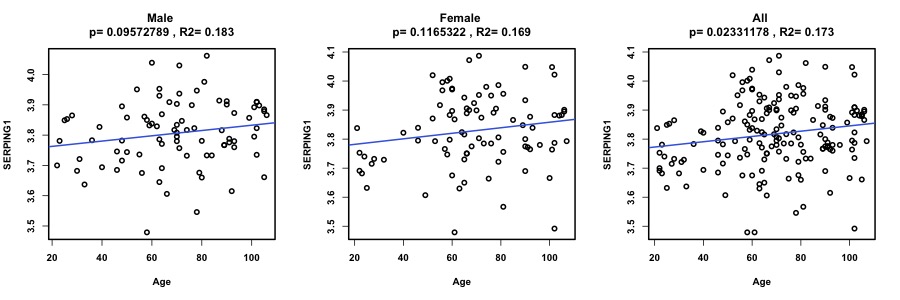 Male
p= 0.09572789 , R2= 0.183
SERPING1
3.5 3.6 3.7 3.8 3.9 4.0
20 40 60 80 100
Age
Female
p= 0.1165322 , R2= 0.169
SERPING1
3.5 3.6 3.7 3.8 3.9 4.0 4.1
20 40 60 80 100
Age
All
p= 0.02331178 , R2= 0.173
SERPING1
3.5 3.6 3.7 3.8 3.9 4.0 4.1
20 40 60 80 100
Age